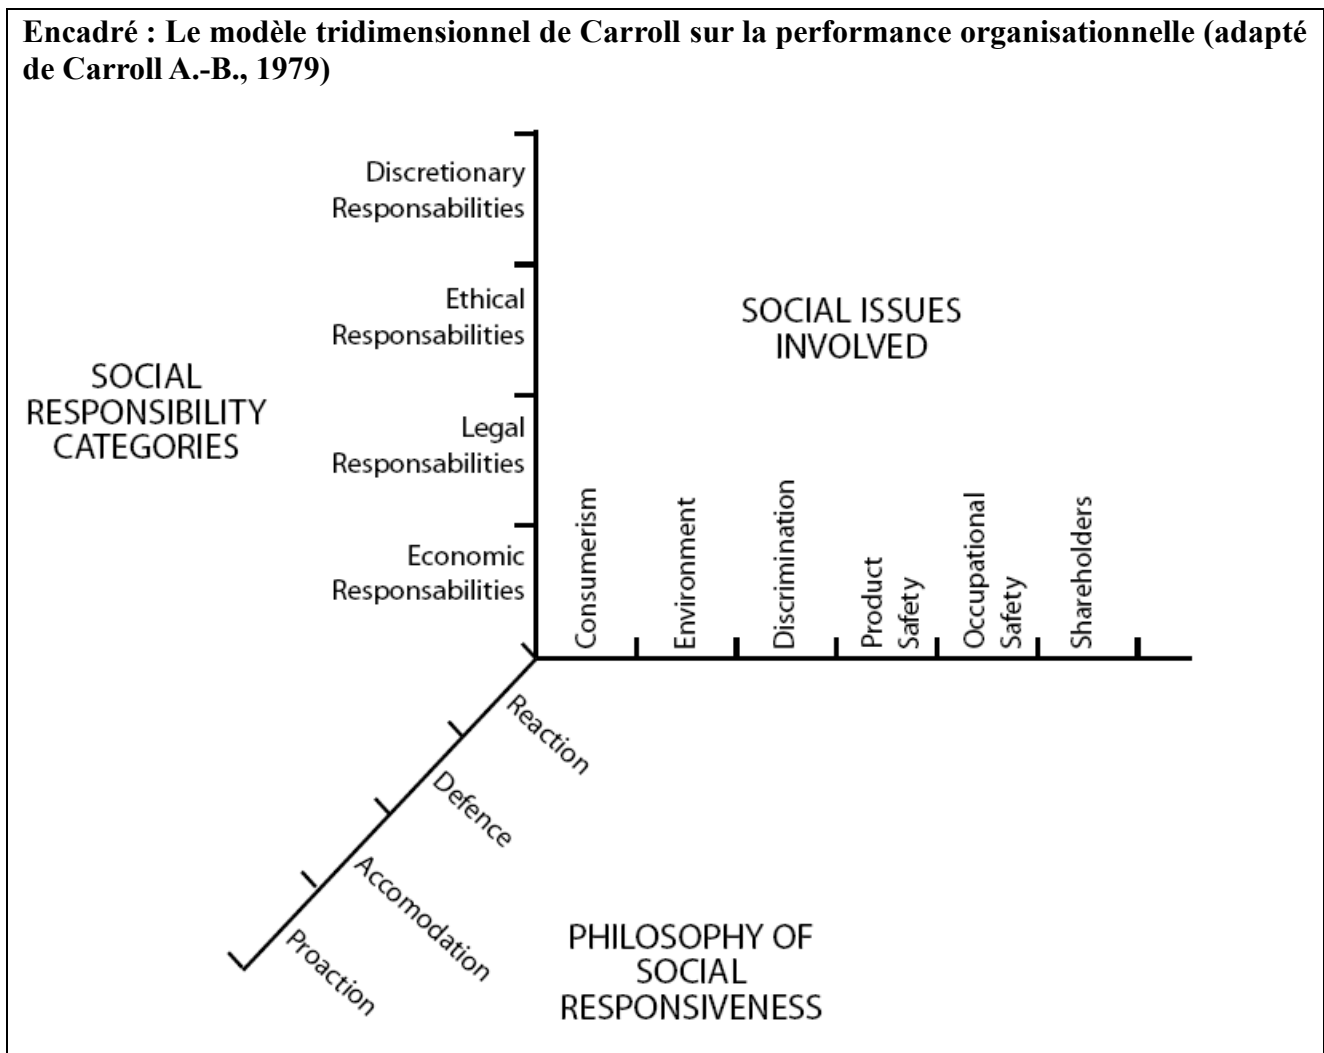 Encadré : Le modèle tridimensionnel de Carroll sur la performance organisationnelle (adapté
de Carroll A.-B., 1979)
Discretionary
Responsabilities
Ethical
Responsabilities
SOCIAL ISSUES
INVOLVED
SOCIAL
RESPONSIBILITY
CATEGORIES
Legal
Responsabilities
Economic
Responsabilities
Consumerism
Environment
Discrimination
Product
Safety
Occupational
Safety
Shareholders
Reaction
Defence
Accomodation
Proaction
PHILOSOPHY OF
SOCIAL
RESPONSIVENESS